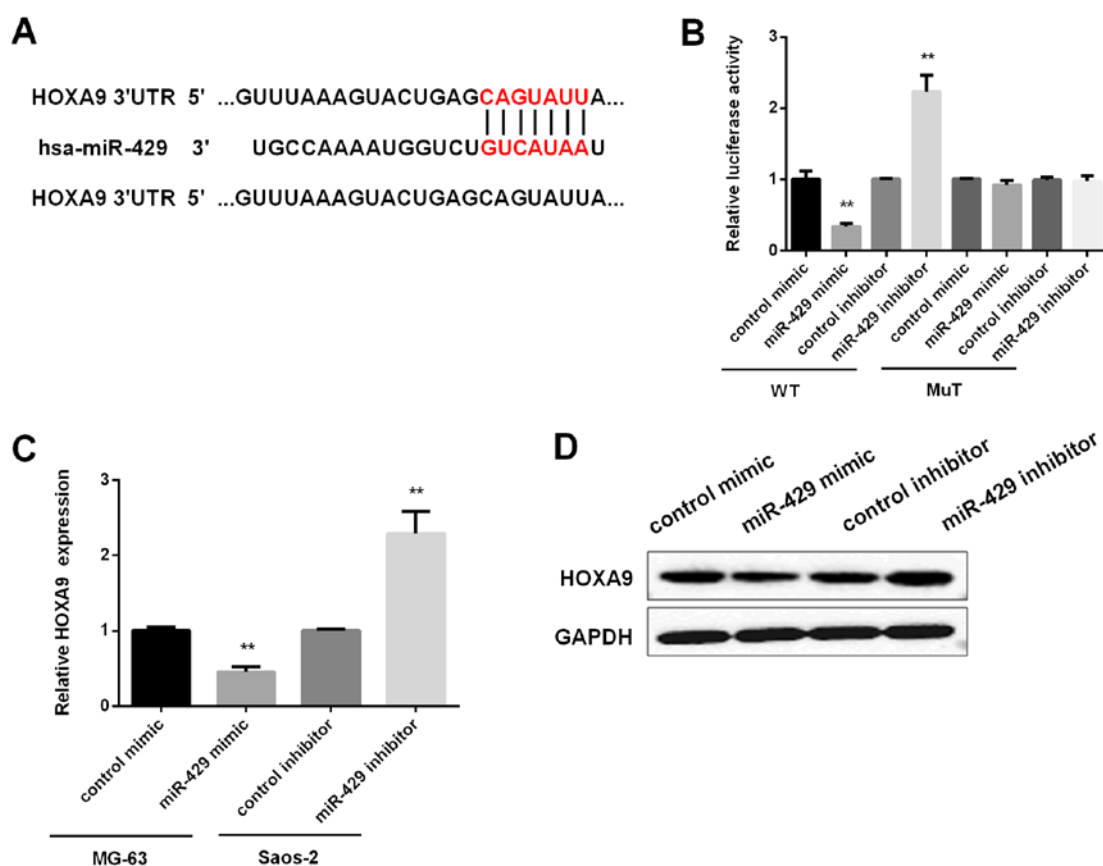 A
HOXA9 3'UTR 5' ...GUUUAAAGUACUGAGCAGUAUUA...
hsa-miR-429 3' UGCCAAAAUGGUCUGUCAUAAU
HOXA9 3'UTR 5' ...GUUUAAAGUACUGAGCAGUAUUA...
B
Relative luciferase activity
3
2
1
0
**
**
control mimic
miR-429 mimic
control inhibitor
miR-429 inhibitor
control mimic
miR-429 mimic
control inhibitor
miR-429 inhibitor
WT
MuT
C
Relative HOXA9 expression
3
2
1
0
**
**
control mimic
miR-429 mimic
control inhibitor
miR-429 inhibitor
MG-63
Saos-2
D
control mimic
miR-429 mimic
control inhibitor
miR-429 inhibitor
HOXA9
GAPDH